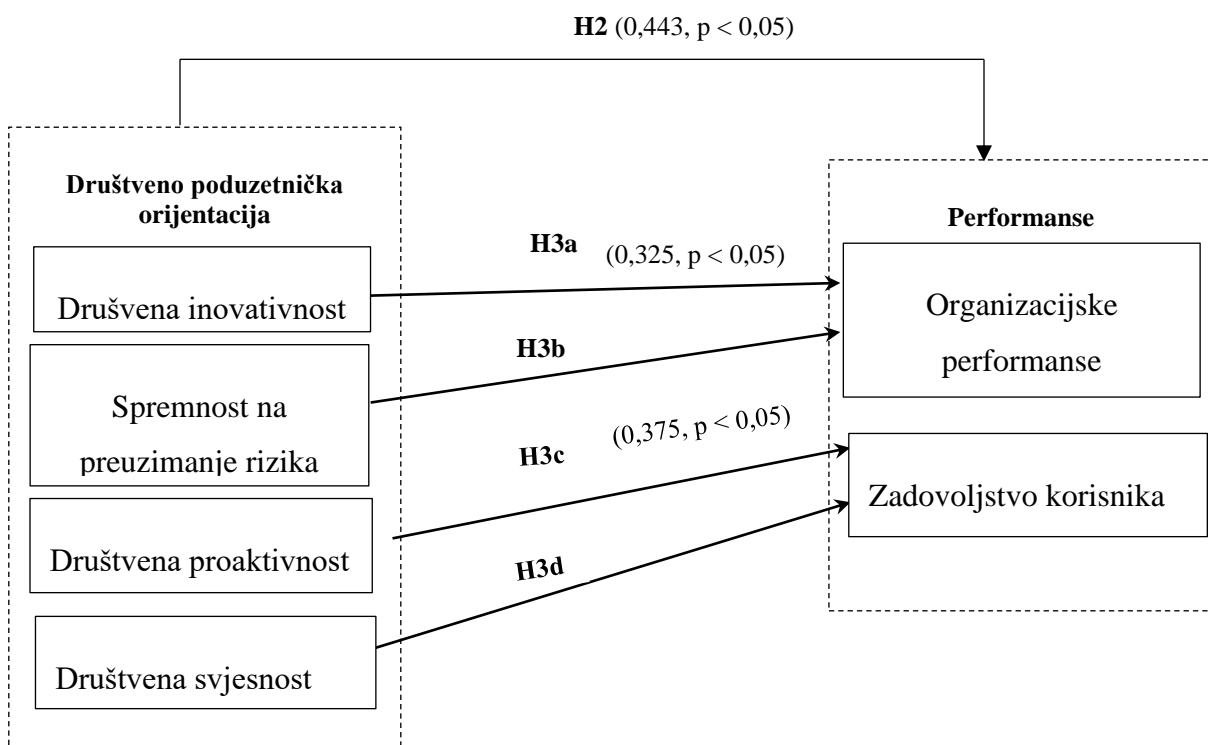 H2 (0,443, p < 0,05)
Društveno poduzetnička
orijentacija
Drušvena inovativnost
Spremnost na
preuzimanje rizika
Društvena proaktivnost
Društvena svjesnost
H3a (0,325, p < 0,05)
H3b
H3c (0,375, p < 0,05)
H3d
Performanse
Organizacijske
performanse
Zadovoljstvo korisnika